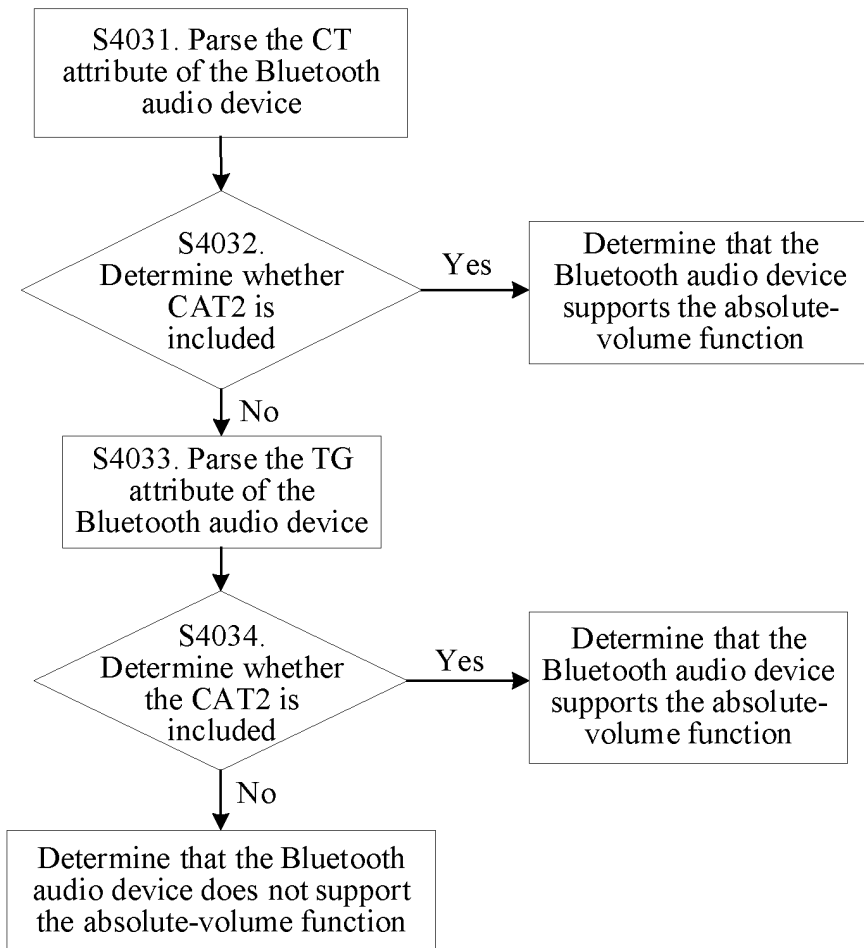 S4031. Parse the CT
attribute of the Bluetooth
audio device
S4032.
Determine whether
CAT2 is
included
Yes
Determine that the
Bluetooth audio device
supports the absolute-
volume function
No
S4033. Parse the TG
attribute of the
Bluetooth audio device
S4034.
Determine whether
the CAT2 is
included
Yes
Determine that the
Bluetooth audio device
supports the absolute-
volume function
No
Determine that the Bluetooth
audio device does not support
the absolute-volume function